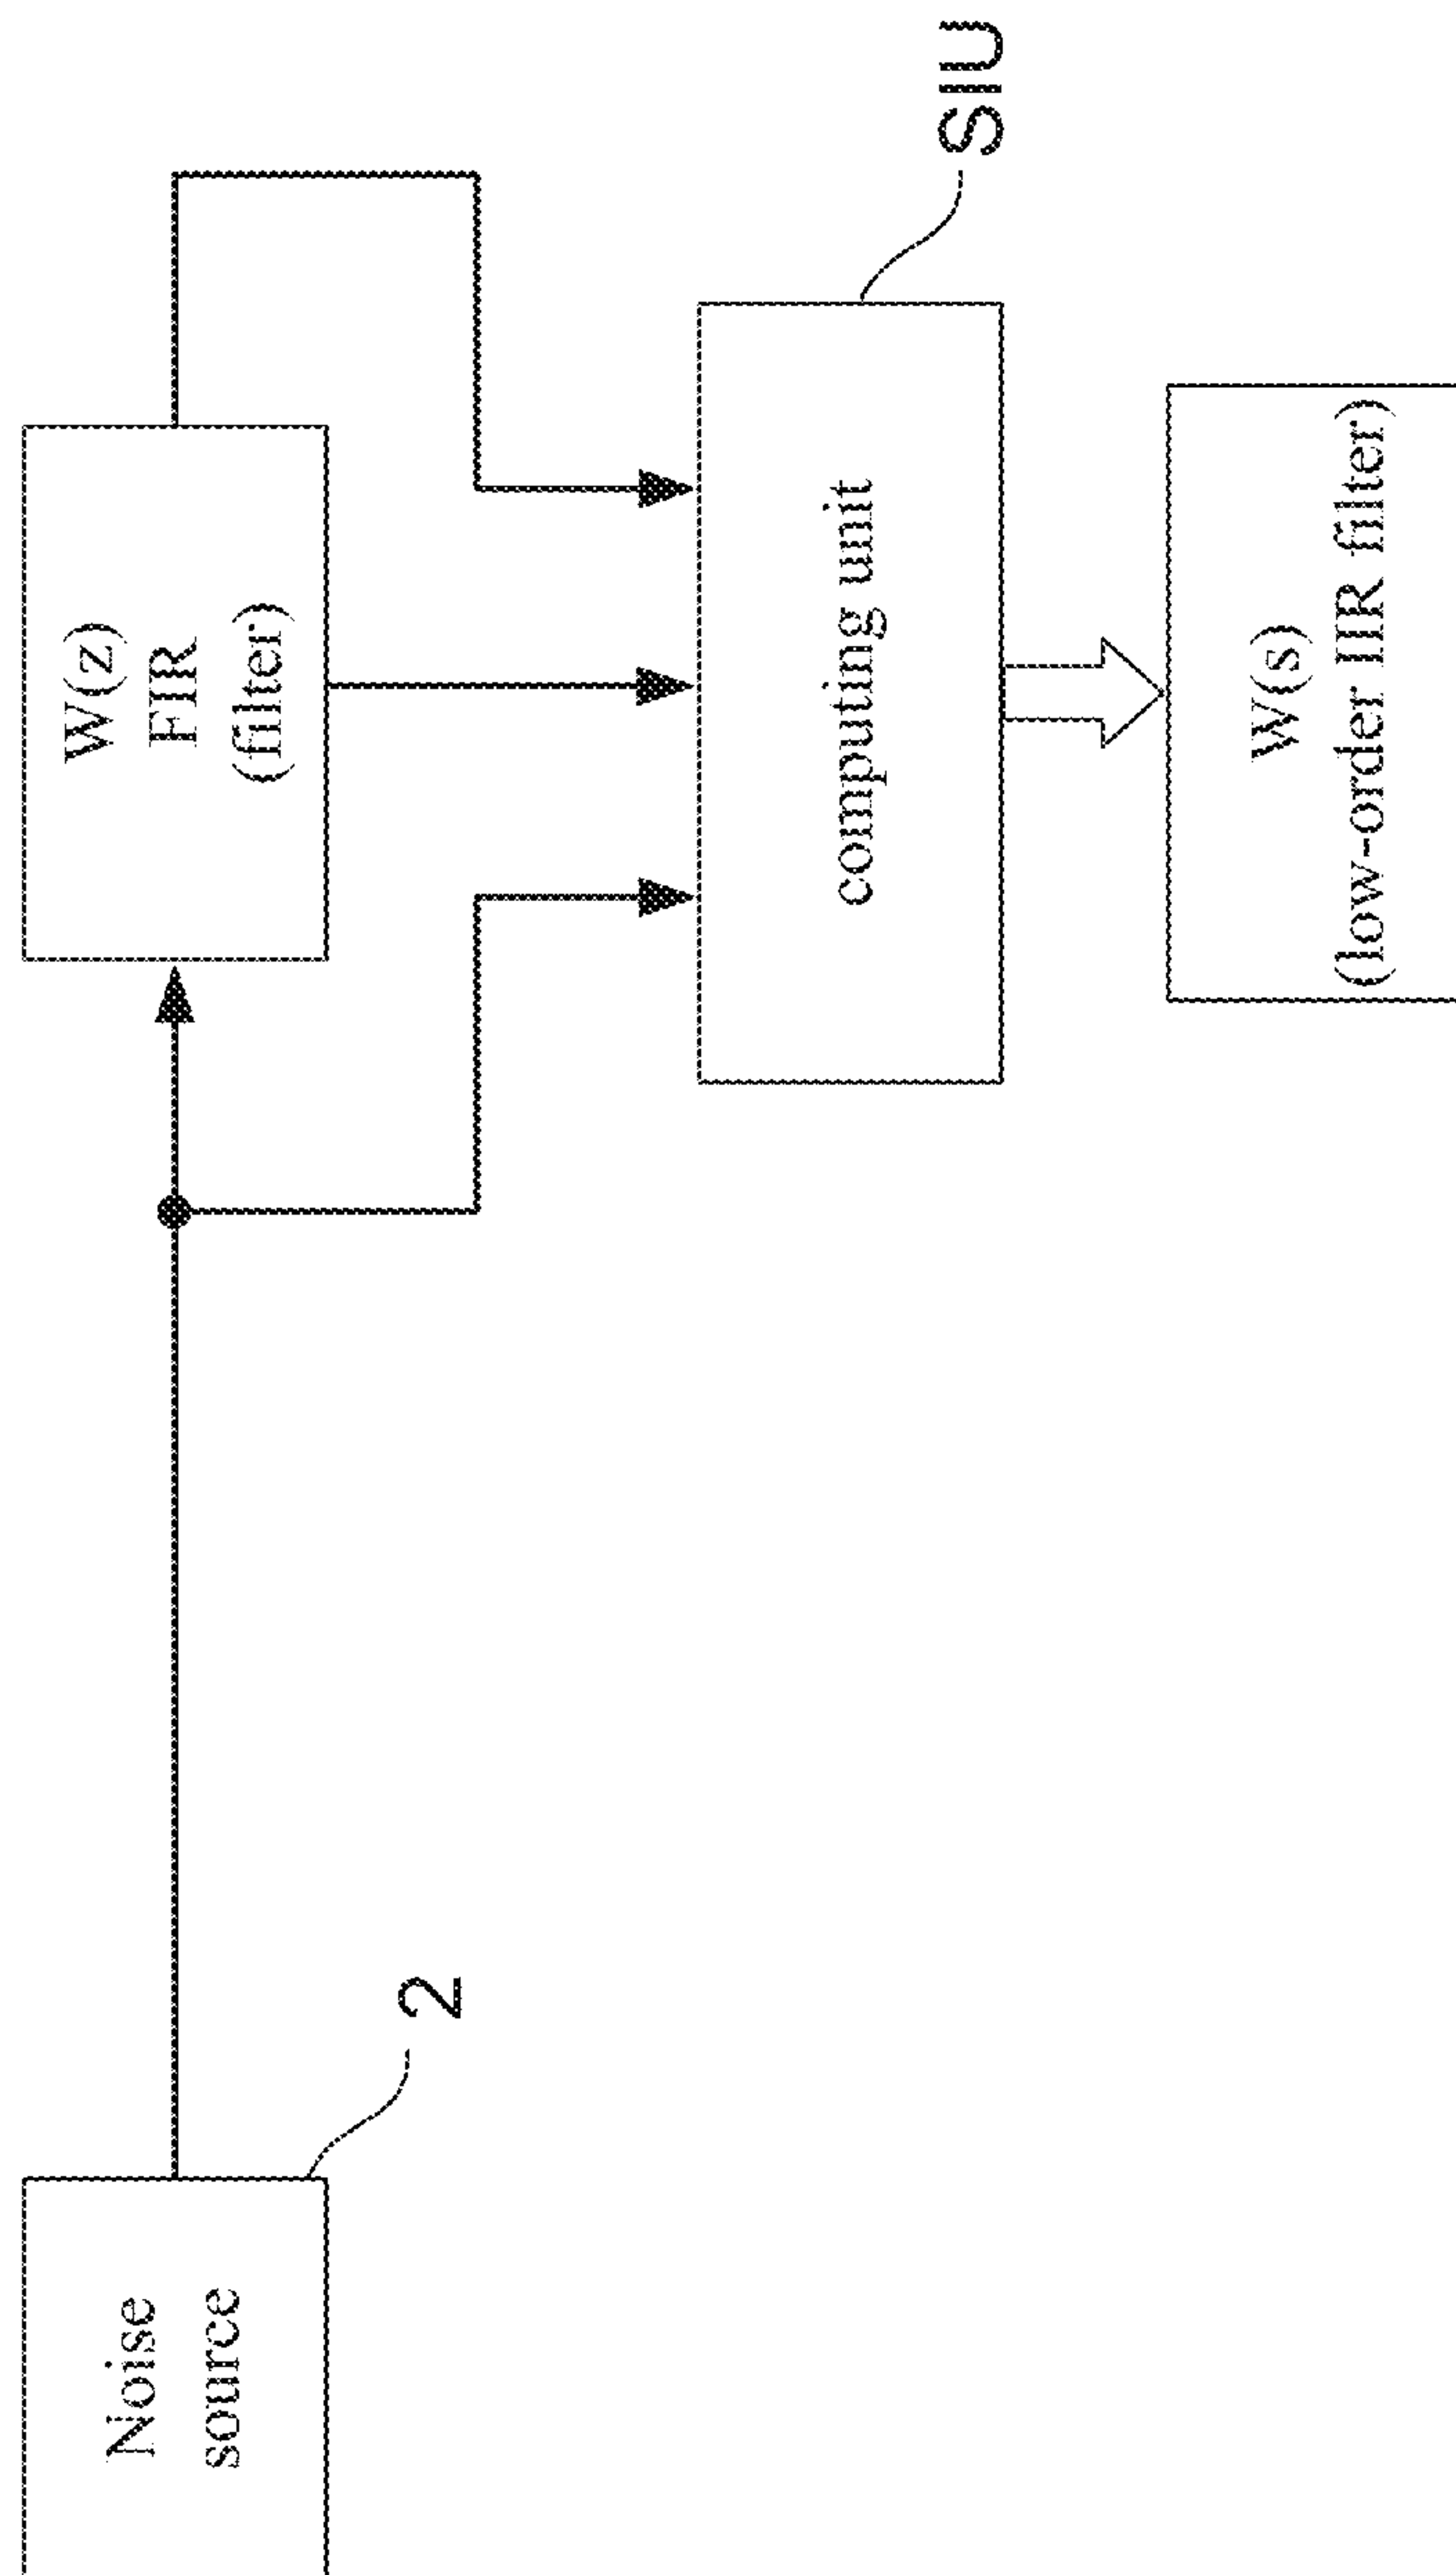 Noise
source
2
W(z)
FIR
(filter)
computing unit
SIU
W(s)
(low-order IIR filter)